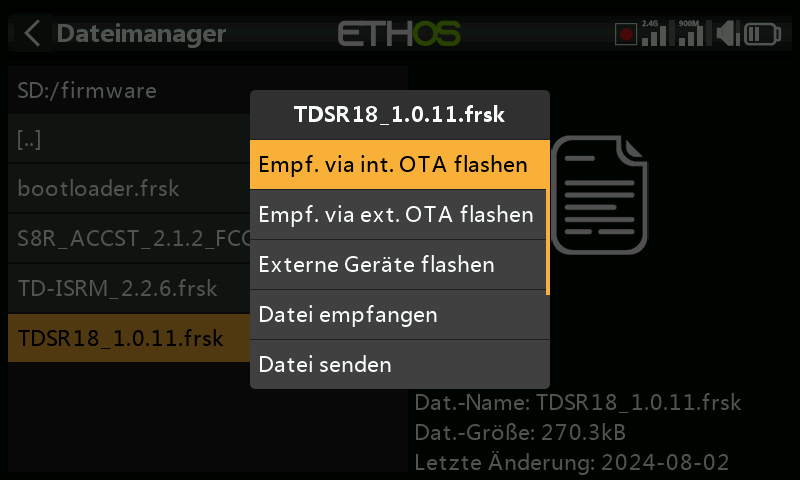 Dateimanager
ETHOS
2.4G
900M
SD:/firmware
[..]
bootloader.frsk
S8R_ACCST_2.1.2_FCC
TD-ISRM_2.2.6.frsk
TDSR18_1.0.11.frsk
TDSR18_1.0.11.frsk
Empf. via int. OTA flashen
Empf. via ext. OTA flashen
Externe Geräte flashen
Datei empfangen
Datei senden
Dat.-Name: TDSR18_1.0.11.frsk
Dat.-Größe: 270.3kB
Letzte Änderung: 2024-08-02